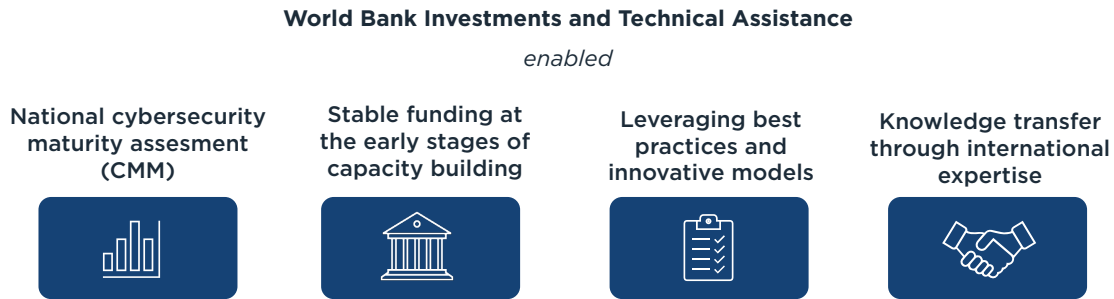 World Bank Investments and Technical Assistance
enabled
National cybersecurity
maturity assesment
(CMM)
Stable funding at
the early stages of
capacity building
Leveraging best
practices and
innovative models
Knowledge transfer
through international
expertise